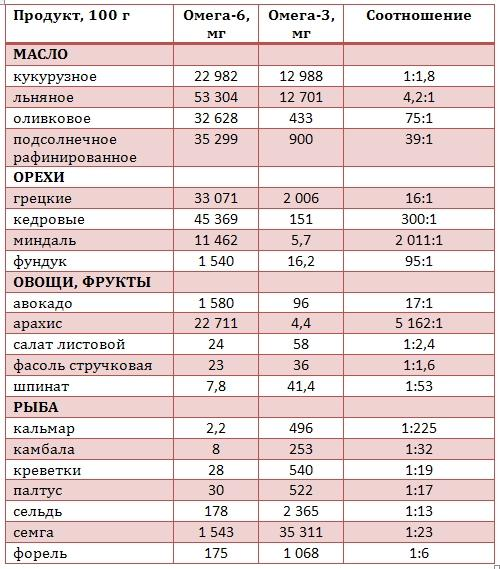 Продукт, 100 г Омега-6, мг Омега-3, мг Соотношение
МАСЛО
кукурузное 22 982 12 988 1:1,8
льняное 53 304 12 701 4,2:1
оливковое 32 628 433 75:1
подсолнечное рафинированное 35 299 900 39:1
ОРЕХИ
грецкие 33 071 2 006 16:1
кедровые 45 369 151 300:1
миндаль 11 462 5,7 2 011:1
фундук 1 540 16,2 95:1
ОВОЩИ, ФРУКТЫ
авокадо 1 580 96 17:1
арахис 22 711 4,4 5 162:1
салат листовой 24 58 1:2,4
фасоль стручковая 23 36 1:1,6
шпинат 7,8 41,4 1:53
РЫБА
кальмар 2,2 496 1:225
камбала 8 253 1:32
креветки 28 540 1:19
палтус 30 522 1:17
сельдь 178 2 365 1:13
семга 1 543 35 311 1:23
форель 175 1 068 1:6